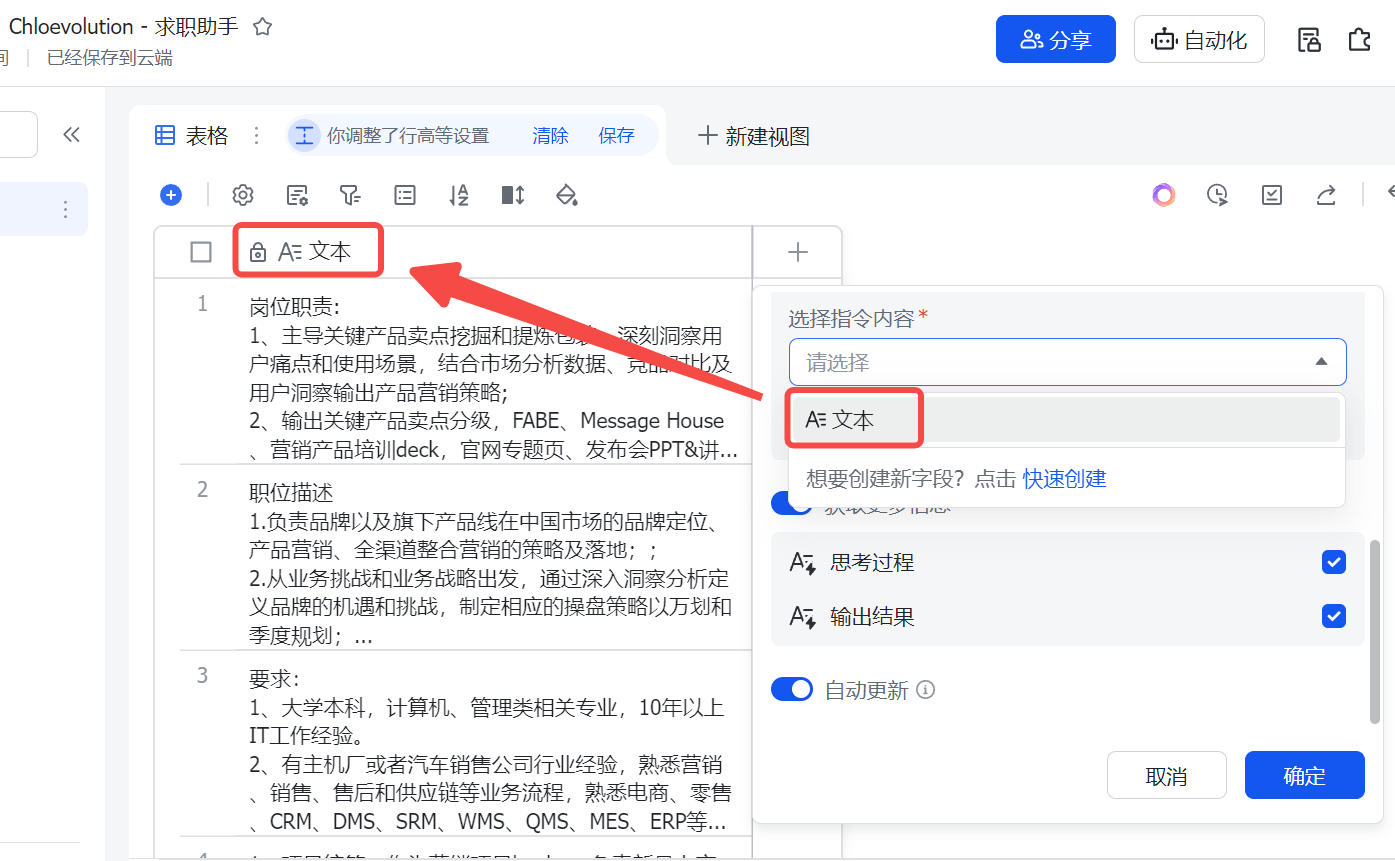 Chloevolution - 求职助手
间
已经保存到云端
分享
自动化
表格
你调整了行高等设置
清除
保存
新建视图
文本
1
岗位职责:
1、主导关键产品卖点挖掘和提炼包装，深刻洞察用
户痛点和使用场景，结合市场分析数据、竞品对比及
用户洞察输出产品营销策略;
2、输出关键产品卖点分级，FABE、Message House
、营销产品培训deck，官网专题页、发布会PPT&讲...
2
职位描述
1.负责品牌以及旗下产品线在中国市场的品牌定位、
产品营销、全渠道整合营销的策略及落地；;
2.从业务挑战和业务战略出发，通过深入洞察分析定
义品牌的机遇和挑战，制定相应的操盘策略以万划和
季度规划；...
3
要求:
1、大学本科，计算机、管理类相关专业，10年以上
IT工作经验。
2、有主机厂或者汽车销售公司行业经验，熟悉营销
、销售、售后和供应链等业务流程，熟悉电商、零售
、CRM、DMS、SRM、WMS、QMS、MES、ERP等...
选择指令内容*
请选择
文本
想要创建新字段？点击 快速创建
获取更多信息
思考过程
输出结果
自动更新
取消
确定